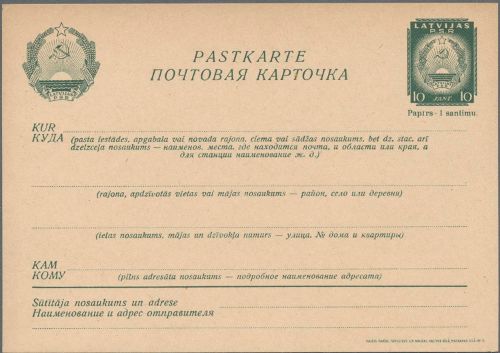 LATVIJAS
P.S.R.
10 SANT. 10
PASTKARTE
ПОЧТОВАЯ КАРТОЧКА
Papīrs - 1 santimu.
KUR
КУДА (pasta iestādes, apgabala vai novada rajona, ciema vai sādžas nosaukums, bet dz. stac. arī
dzelzceļa nosaukums — наименов. места, где находится почта, и области или края, а
для станции наименование ж. д.)
(rajona, apdzīvotās vietas vai mājas nosaukums — район, село или деревня)
(ielas nosaukums, mājas un dzīvokļa numurs — улица, № дома и квартиры)
KAM
КОМУ (pilns adresāta nosaukums — подробное наименование адресата)
Sūtītāja nosaukums un adrese
Наименование и адрес отправителя